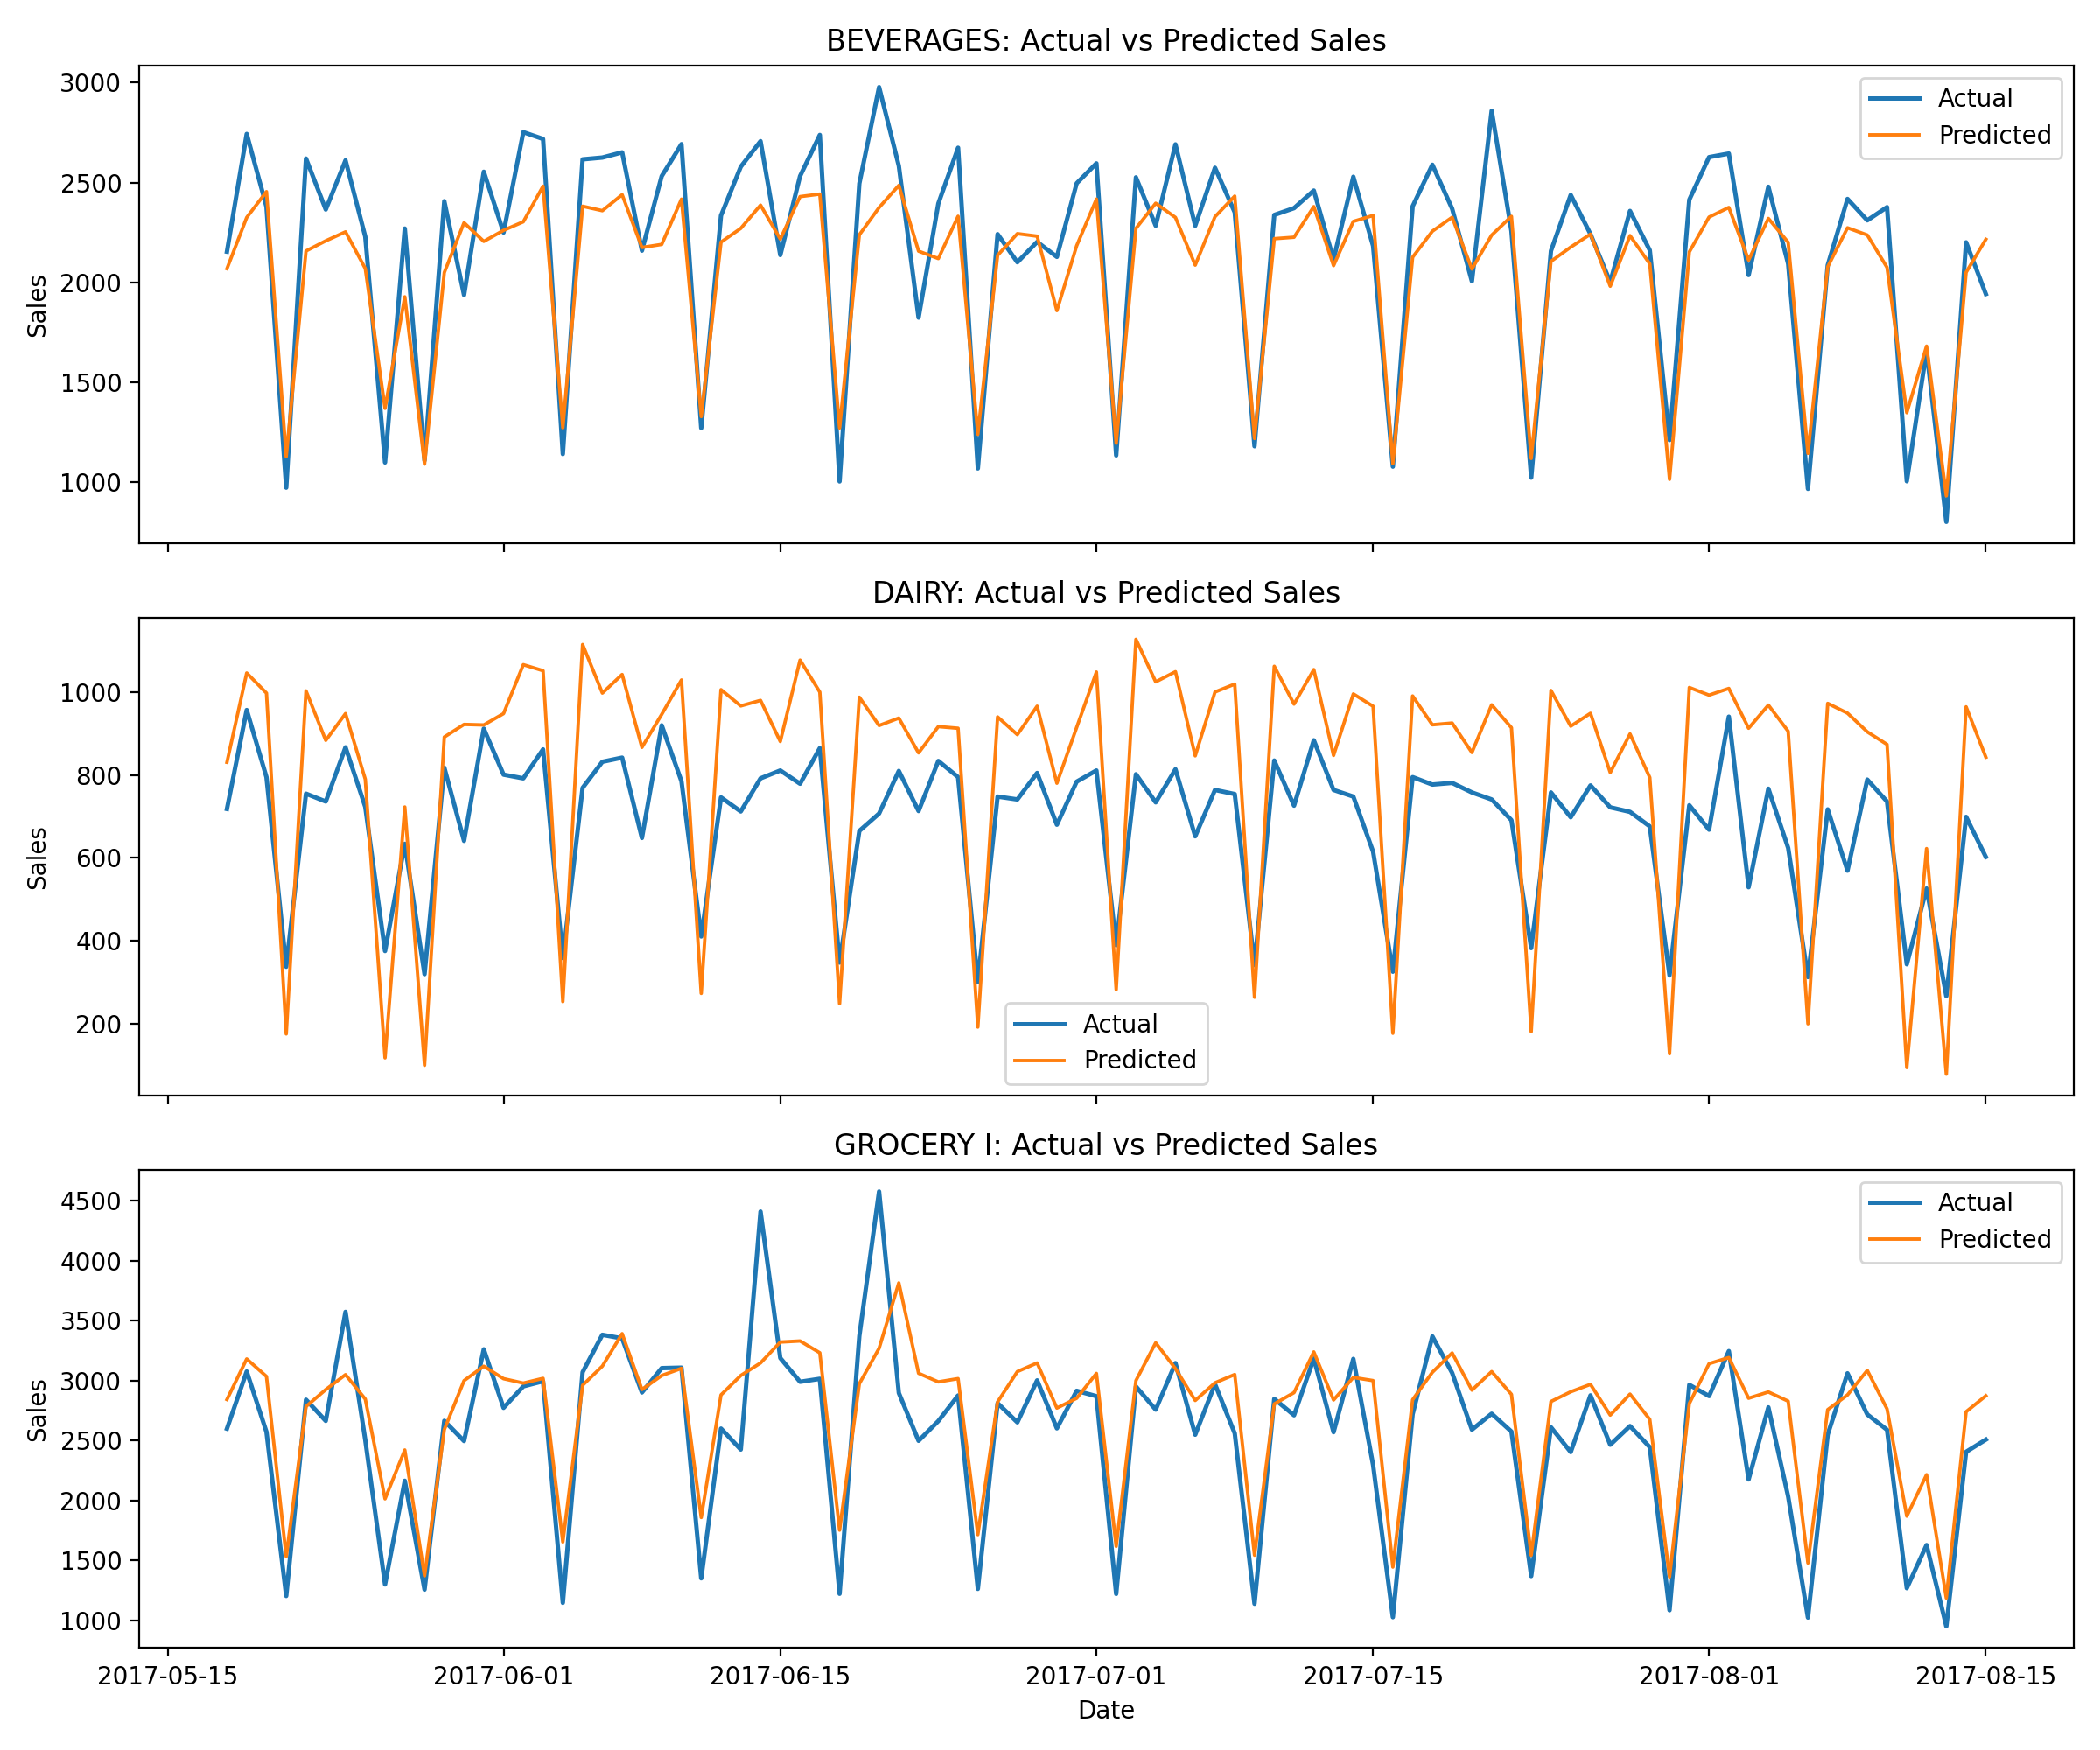 BEVERAGES: Actual vs Predicted Sales
3000
2500
2000
1500
1000
Sales
Actual
Predicted
DAIRY: Actual vs Predicted Sales
1000
800
600
400
200
Sales
Actual
Predicted
GROCERY I: Actual vs Predicted Sales
4500
4000
3500
3000
2500
2000
1500
1000
Sales
Actual
Predicted
2017-05-15
2017-06-01
2017-06-15
2017-07-01
2017-07-15
2017-08-01
2017-08-15
Date